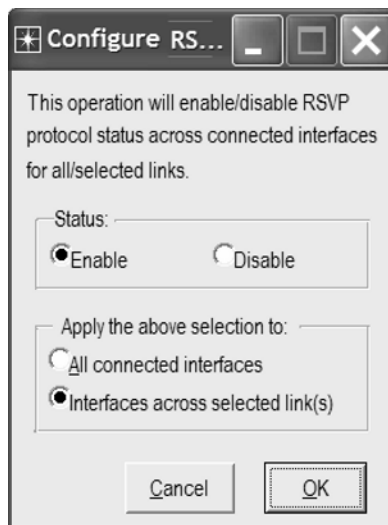 Configure RS...
This operation will enable/disable RSVP
protocol status across connected interfaces
for all/selected links.
Status:
Enable Disable
Apply the above selection to:
All connected interfaces
Interfaces across selected link(s)
Cancel OK